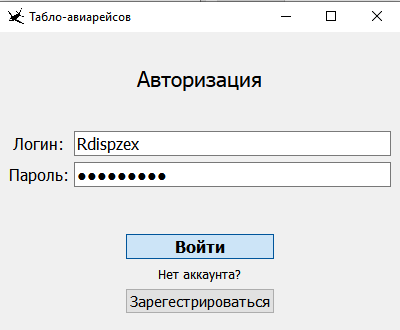 Табло-авиарейсов
Авторизация
Логин: Rdispzex
Пароль: ●●●●●●●●●
Войти
Нет аккаунта?
Зарегестрироваться